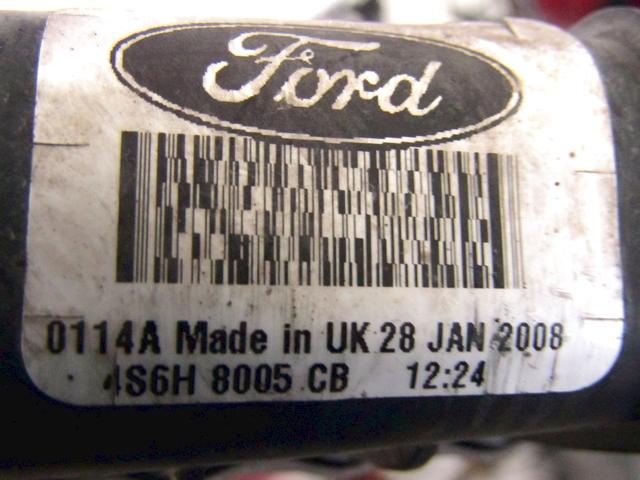 Ford
0114A Made in UK 28 JAN 2008
4S6H 8005 CB 12:24